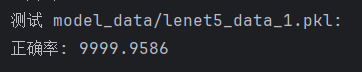 测试 model_data/lenet5_data_1.pkl:
正确率: 9999.9586